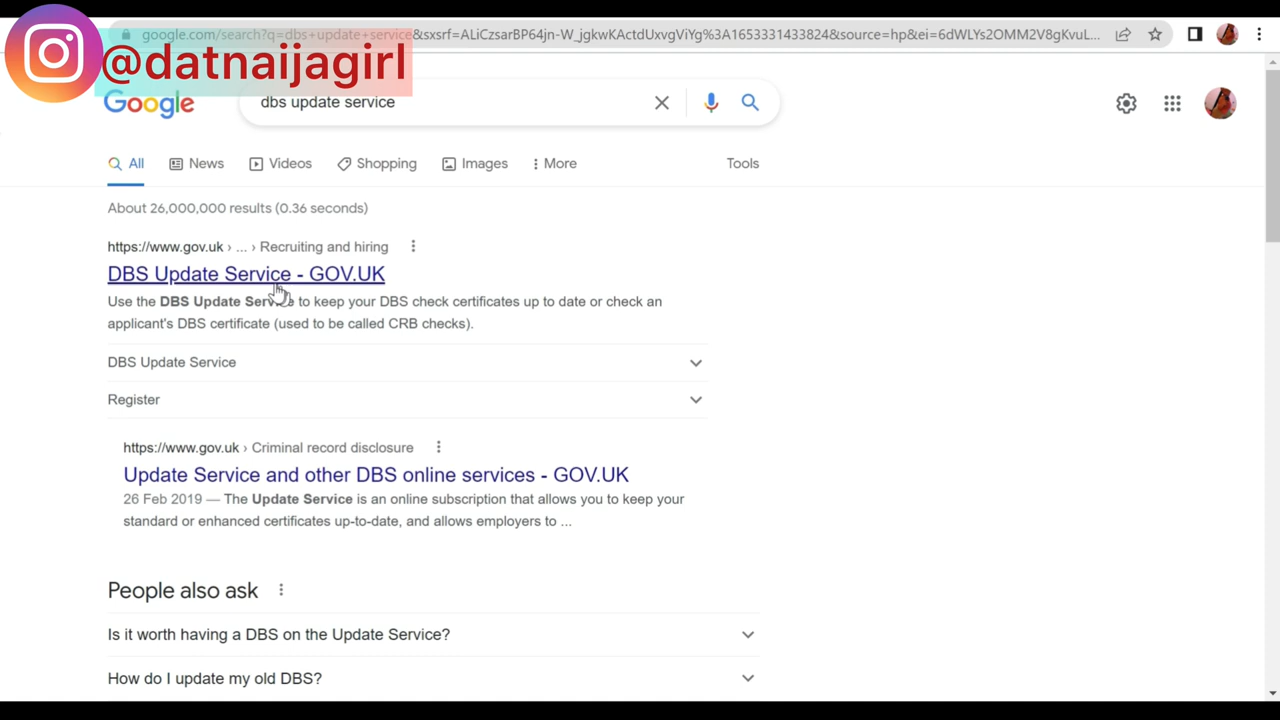 google.com/search?q=dbs+update+service&sxsrf=ALiCzsarBP64jn-W_jgkwKActdUxvgViYg%3A1653331433824&source=hp&ei=6dWLYs2OMM2V8gKvuL...
@datnaijagirl
Google
dbs update service
All News Videos Shopping Images More Tools
About 26,000,000 results (0.36 seconds)
https://www.gov.uk › ... › Recruiting and hiring
DBS Update Service - GOV.UK
Use the DBS Update Service to keep your DBS check certificates up to date or check an
applicant's DBS certificate (used to be called CRB checks).
DBS Update Service
Register
https://www.gov.uk › Criminal record disclosure
Update Service and other DBS online services - GOV.UK
26 Feb 2019 — The Update Service is an online subscription that allows you to keep your
standard or enhanced certificates up-to-date, and allows employers to ...
People also ask
Is it worth having a DBS on the Update Service?
How do I update my old DBS?